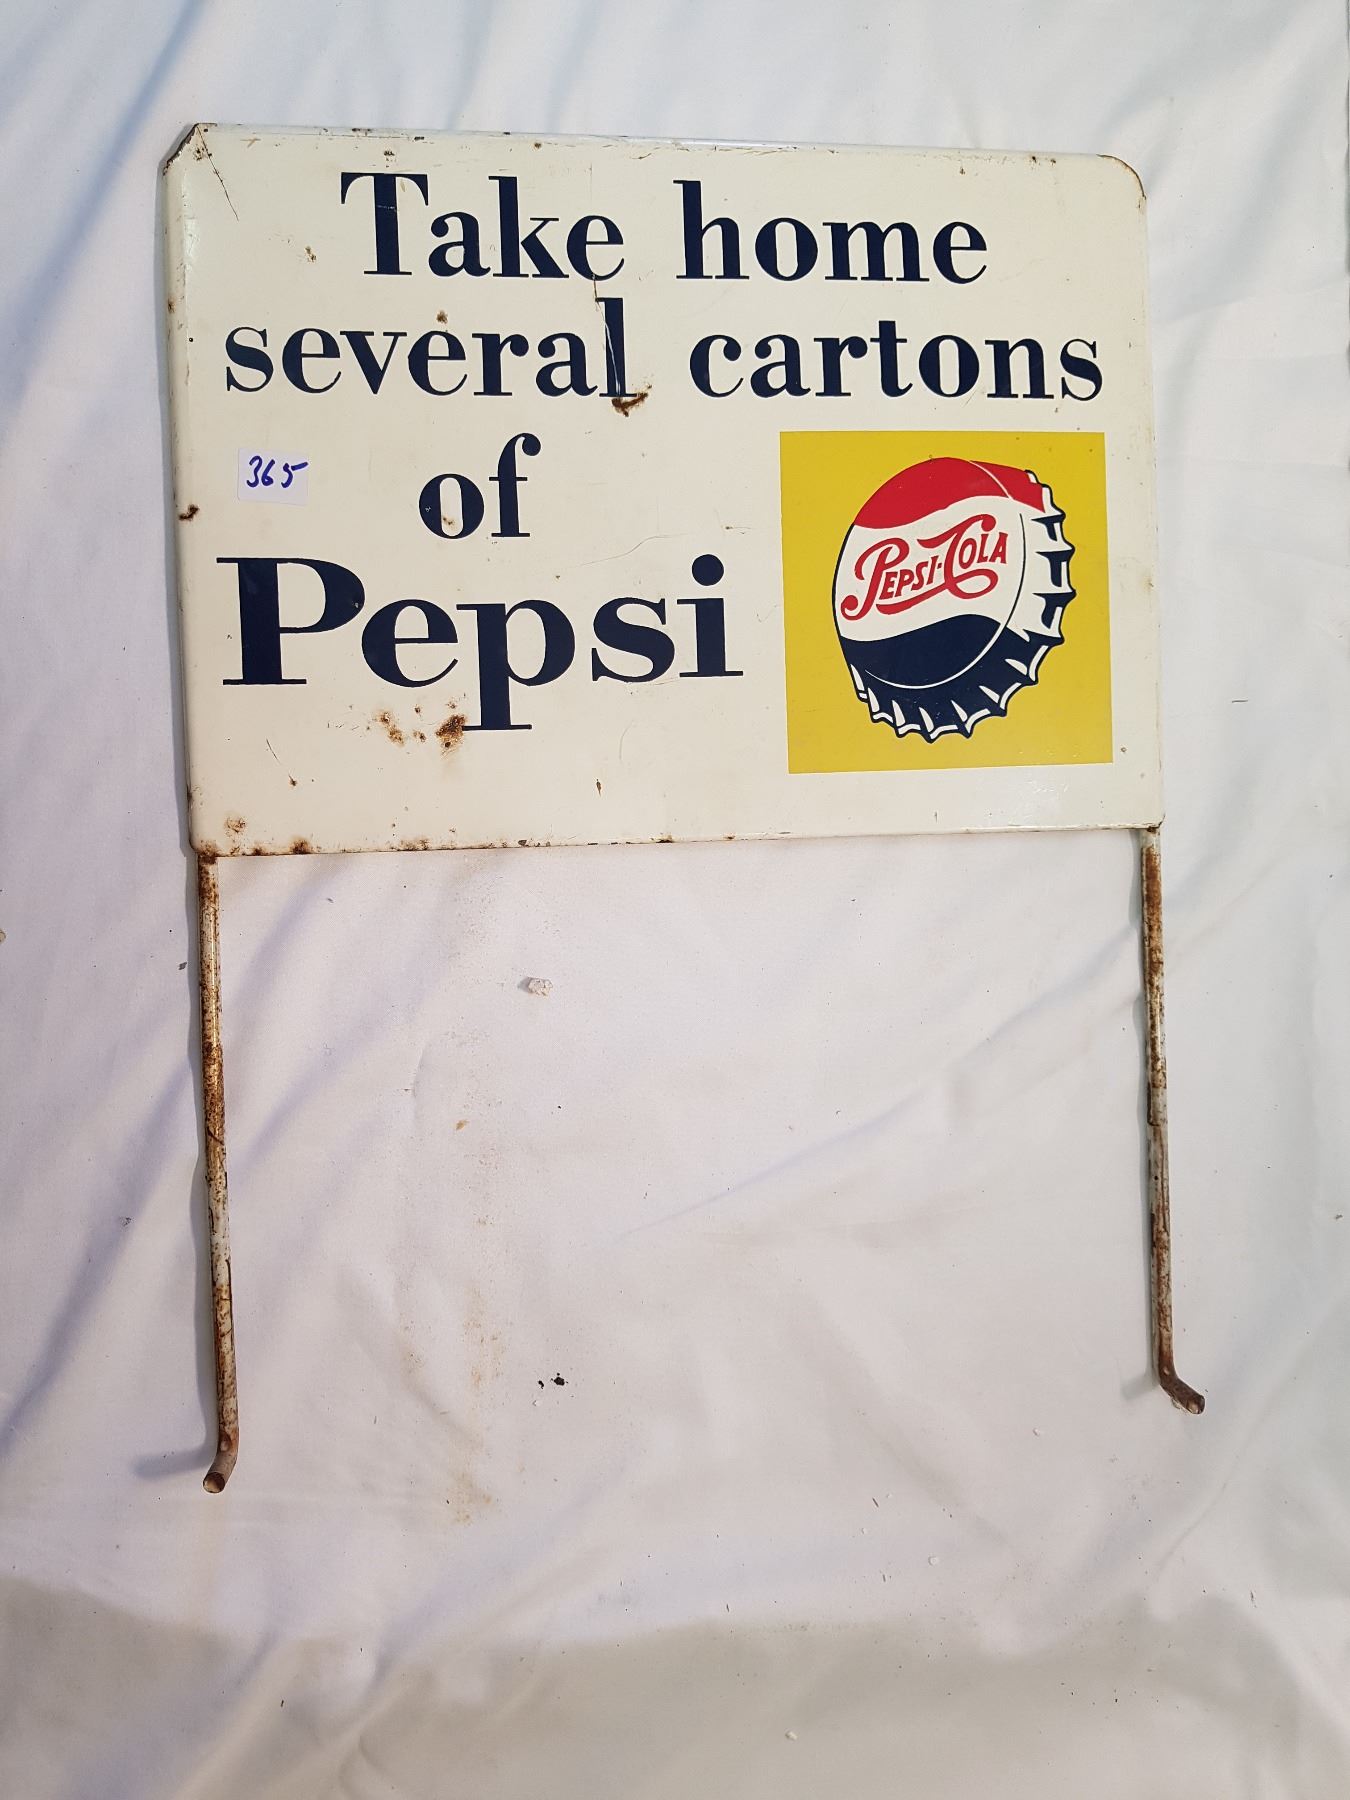 Take home
several cartons
of
365
Pepsi
PEPSI-COLA